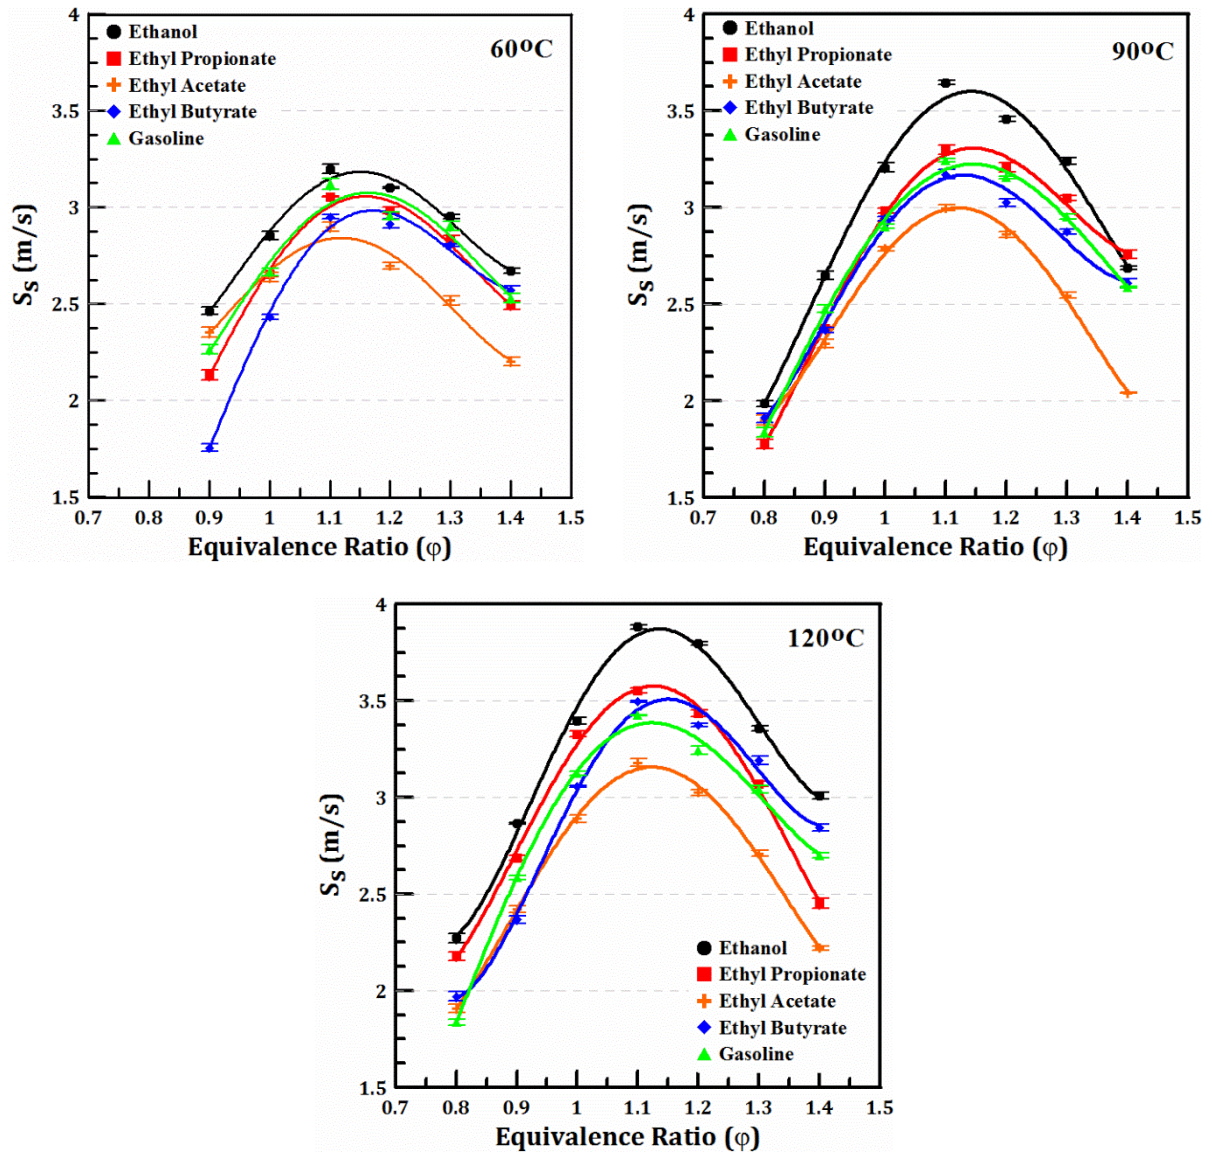 4
Ethanol
Ethyl Propionate
Ethyl Acetate
Ethyl Butyrate
Gasoline
60ºC
3.5
3
2.5
2
1.5
S_s (m/s)
0.7 0.8 0.9 1 1.1 1.2 1.3 1.4 1.5
Equivalence Ratio (φ)
4
Ethanol
Ethyl Propionate
Ethyl Acetate
Ethyl Butyrate
Gasoline
90ºC
3.5
3
2.5
2
1.5
S_s (m/s)
0.7 0.8 0.9 1 1.1 1.2 1.3 1.4 1.5
Equivalence Ratio (φ)
4
120ºC
3.5
3
2.5
2
1.5
S_s (m/s)
Ethanol
Ethyl Propionate
Ethyl Acetate
Ethyl Butyrate
Gasoline
0.7 0.8 0.9 1 1.1 1.2 1.3 1.4 1.5
Equivalence Ratio (φ)